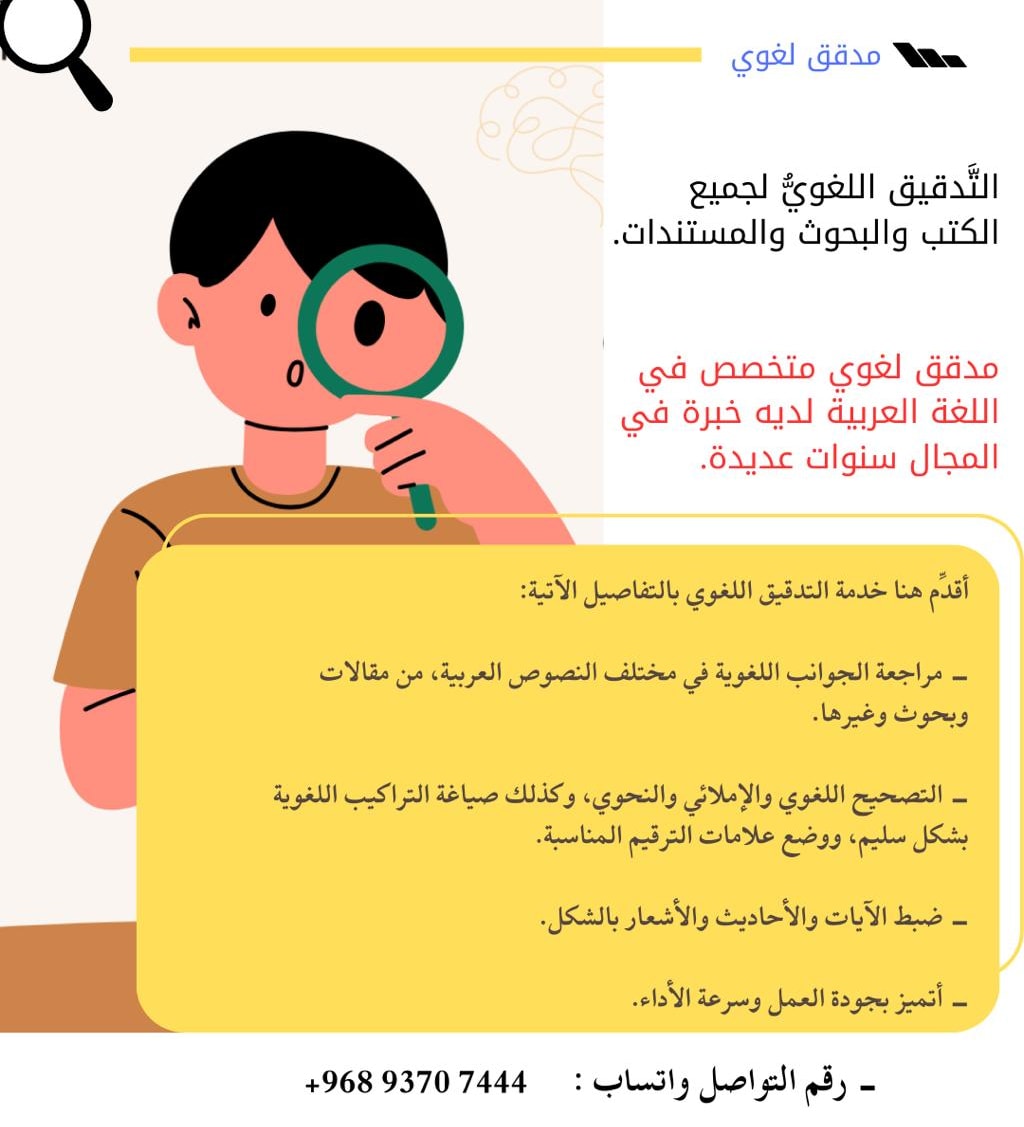 مدقق لغوي
التَّدقيق اللغويُّ لجميع
الكتب والبحوث والمستندات.
مدقق لغوي متخصص في
اللغة العربية لديه خبرة في
المجال سنوات عديدة.
أقدِّم هنا خدمة التدقيق اللغوي بالتفاصيل الآتية:
ـ مراجعة الجوانب اللغوية في مختلف النصوص العربية، من مقالات
وبحوث وغيرها.
ـ التصحيح اللغوي والإملائي والنحوي، وكذلك صياغة التراكيب اللغوية
بشكل سليم، ووضع علامات الترقيم المناسبة.
ـ ضبط الآيات والأحاديث والأشعار بالشكل.
ـ أتميز بجودة العمل وسرعة الأداء.
ـ رقم التواصل واتساب : +968 9370 7444